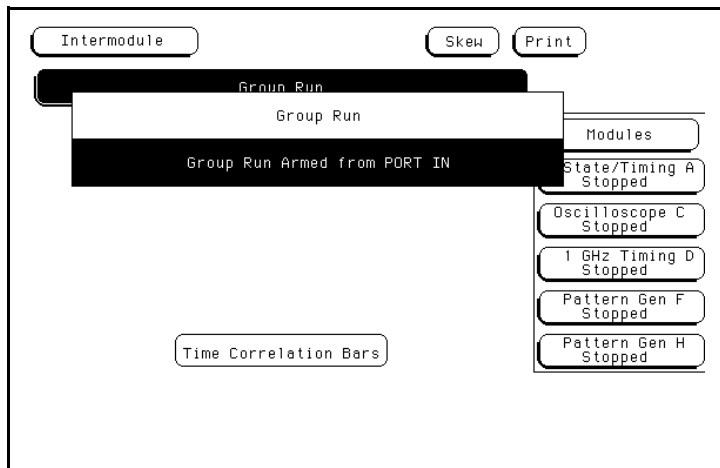 Intermodule
Skew
Print
Group Run
Group Run
Group Run Armed from PORT IN
Modules
State/Timing A
Stopped
Oscilloscope C
Stopped
1 GHz Timing D
Stopped
Pattern Gen F
Stopped
Pattern Gen H
Stopped
Time Correlation Bars